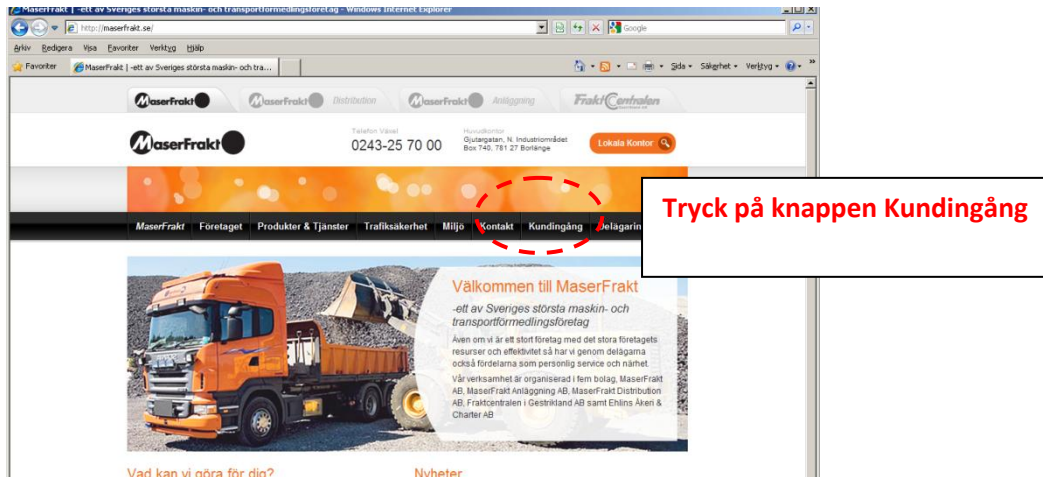 MaserFrakt | -ett av Sveriges största maskin- och transportförmedlingsföretag - Windows Internet Explorer
http://maserfrakt.se/
Google
Arkiv Redigera Visa Favoriter Verktyg Hjälp
Favoriter MaserFrakt | -ett av Sveriges största maskin- och tra... Sida Säkerhet Verktyg »
MaserFrakt MaserFrakt Distribution MaserFrakt Anläggning FraktCentralen
MaserFrakt
Telefon Växel
0243-25 70 00
Huvudkontor
Gjutargatan, N. Industriområdet
Box 740, 781 27 Borlänge
Lokala Kontor
Tryck på knappen Kundingång
MaserFrakt Företaget Produkter & Tjänster Trafiksäkerhet Miljö Kontakt Kundingång Delägarin
Välkommen till MaserFrakt
-ett av Sveriges största maskin- och
transportförmedlingsföretag
Även om vi är ett stort företag med det stora företagets
resurser och effektivitet så har vi genom delägarna
också fördelarna som personlig service och närhet.
Vår verksamhet är organiserad i fem bolag, MaserFrakt
AB, MaserFrakt Anläggning AB, MaserFrakt Distribution
AB, Fraktcentralen i Gestrikland AB samt Ehlins Åkeri &
Charter AB
Vad kan vi göra för dig? Nyheter